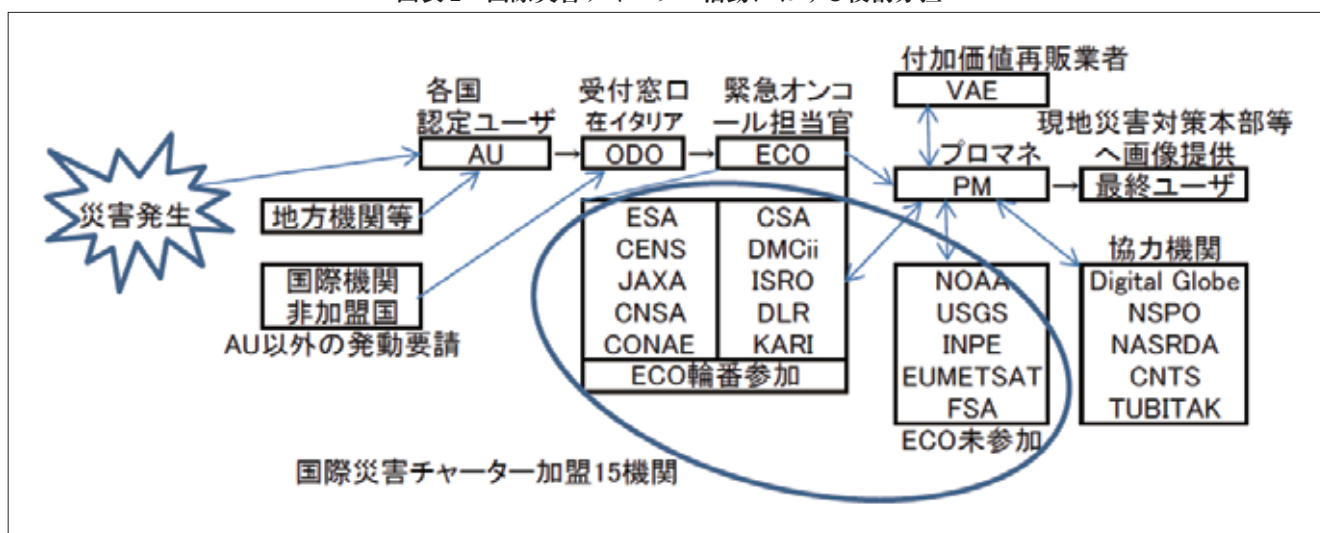 付加価値再販業者
VAE
各国
認定ユーザ
AU
受付窓口
在イタリア
ODO
緊急オンコ
ール担当官
ECO
プロマネ
PM
現地災害対策本部等
へ画像提供
最終ユーザ
災害発生
地方機関等
国際機関
非加盟国
AU以外の発動要請
ESA
CENS
JAXA
CNSA
CONAE
CSA
DMCii
ISRO
DLR
KARI
ECO輪番参加
NOAA
USGS
INPE
EUMETSAT
FSA
ECO未参加
協力機関
Digital Globe
NSPO
NASRDA
CNTS
TUBITAK
国際災害チャーター加盟15機関